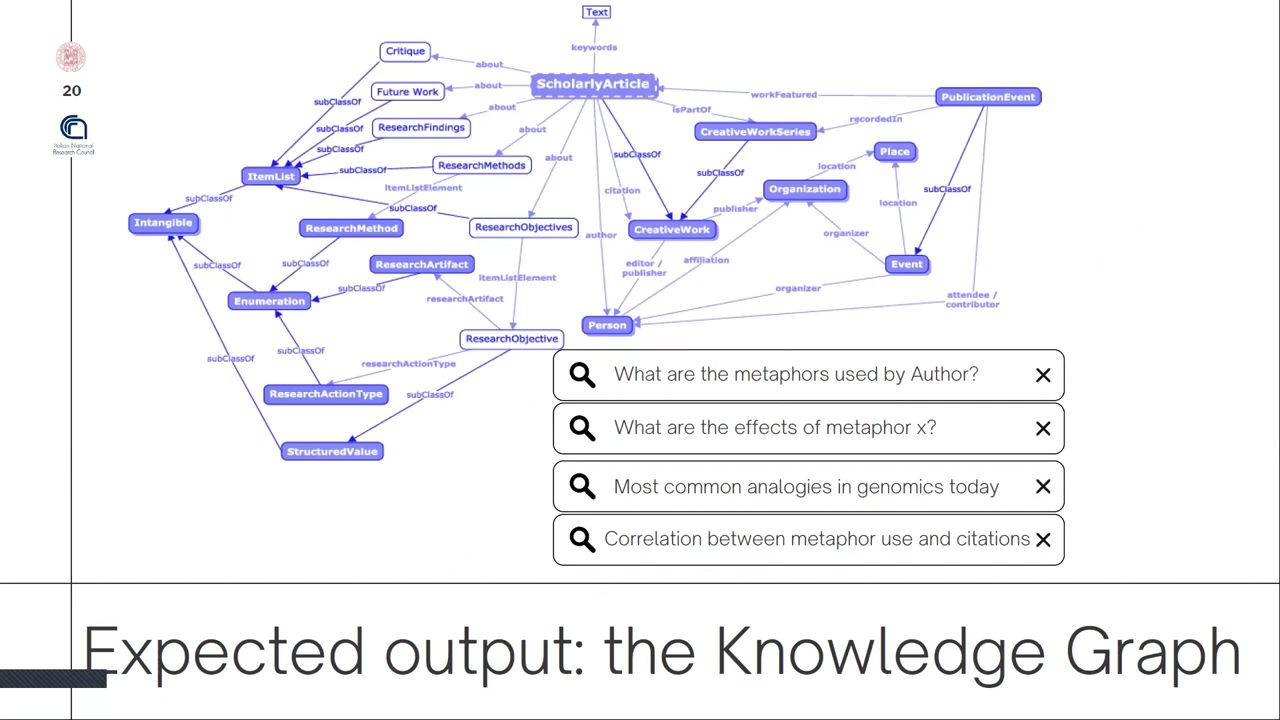 Text
keywords
Critique
about
ScholarlyArticle
Future Work
about
workFeatured
PublicationEvent
20
subClassOf
about
isPartOf
recordedIn
ResearchFindings
subClassOf
about
CreativeWorkSeries
Italian National
Research Council
subClassOf
about
subClassOf
Place
ResearchMethods
location
ItemList
subClassOf
subClassOf
ItemListElement
citation
Organization
subClassOf
subClassOf
subClassOf
publisher
location
Intangible
ResearchMethod
ResearchObjectives
author
CreativeWork
organizer
subClassOf
subClassOf
ResearchArtifact
editor /
publisher
affiliation
Event
ItemListElement
subClassOf
organizer
Enumeration
researchArtifact
attendee /
contributor
Person
ResearchObjective
subClassOf
subClassOf
researchActionType
ResearchActionType
subClassOf
StructuredValue
What are the metaphors used by Author?
What are the effects of metaphor x?
Most common analogies in genomics today
Correlation between metaphor use and citations
Expected output: the Knowledge Graph